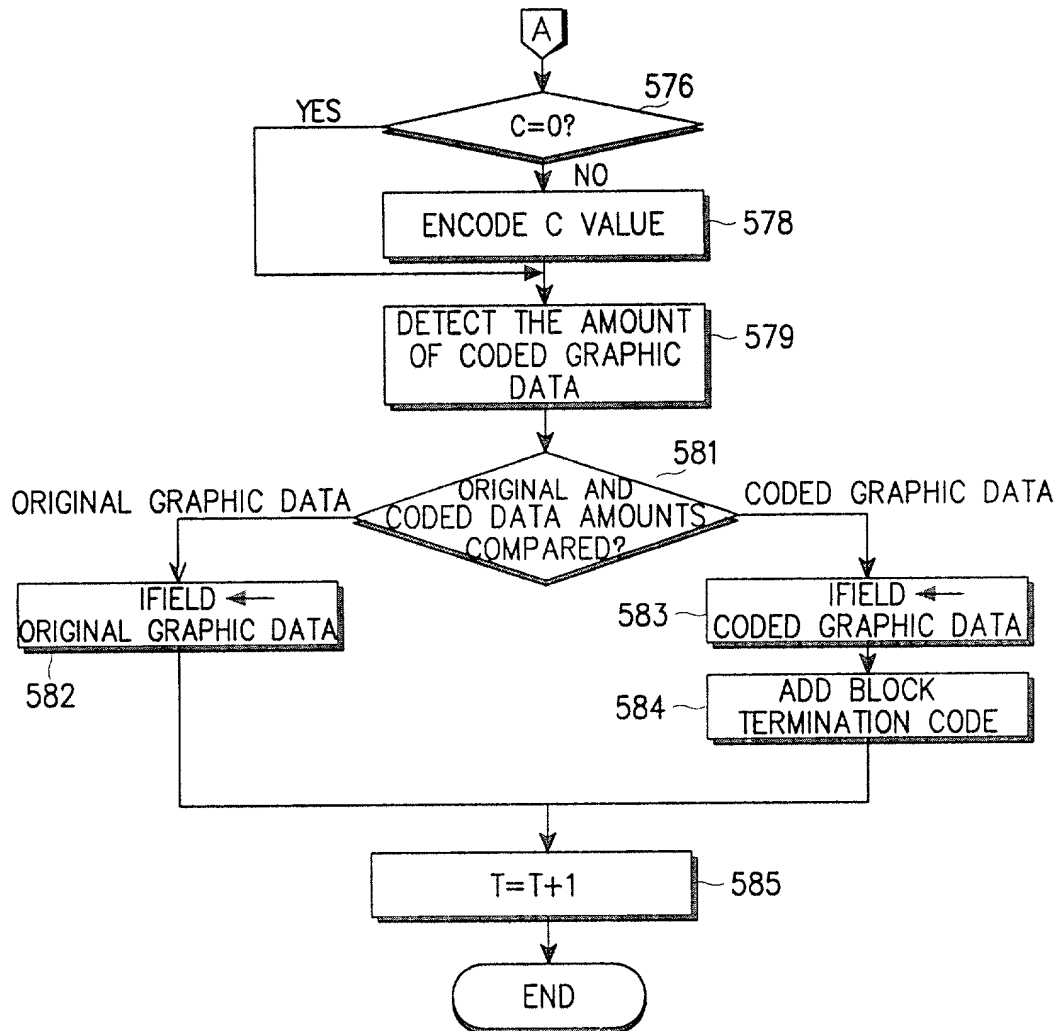 A
576
YES
C=0?
NO
ENCODE C VALUE
578
DETECT THE AMOUNT
OF CODED GRAPHIC
DATA
579
581
ORIGINAL GRAPHIC DATA
ORIGINAL AND
CODED DATA AMOUNTS
COMPARED?
CODED GRAPHIC DATA
IFIELD ←
ORIGINAL GRAPHIC DATA
582
583
IFIELD ←
CODED GRAPHIC DATA
584
ADD BLOCK
TERMINATION CODE
T=T+1
585
END